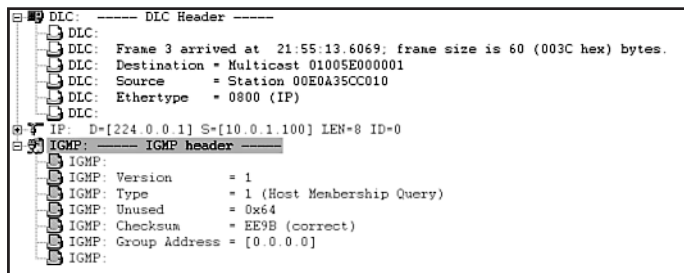 DLC: ----- DLC Header -----
DLC:
DLC: Frame 3 arrived at 21:55:13.6069; frame size is 60 (003C hex) bytes.
DLC: Destination = Multicast 01005E000001
DLC: Source = Station 00E0A35CC010
DLC: Ethertype = 0800 (IP)
DLC:
IP: D=[224.0.0.1] S=[10.0.1.100] LEN=8 ID=0
IGMP: ----- IGMP header -----
IGMP:
IGMP: Version = 1
IGMP: Type = 1 (Host Membership Query)
IGMP: Unused = 0x64
IGMP: Checksum = EE9B (correct)
IGMP: Group Address = [0.0.0.0]
IGMP: